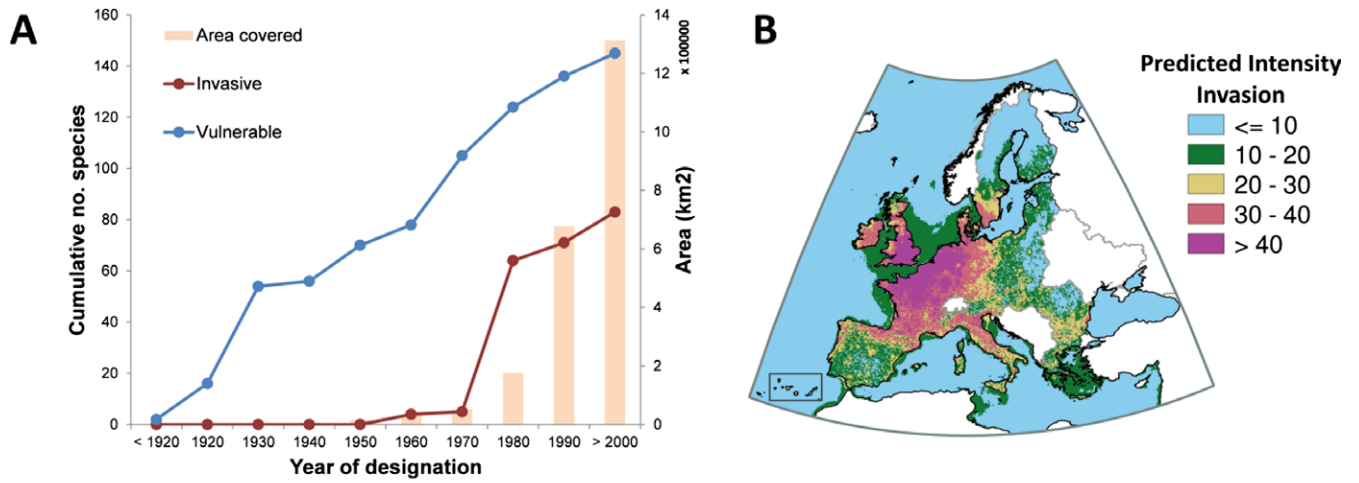 A
160
140
120
100
80
60
40
20
0
Cumulative no. species
Area covered
Invasive
Vulnerable
14
12
10
8
6
4
2
0
x 100000
Area (km2)
< 1920 1920 1930 1940 1950 1960 1970 1980 1990 > 2000
Year of designation
B
Predicted Intensity
Invasion
<= 10
10 - 20
20 - 30
30 - 40
> 40